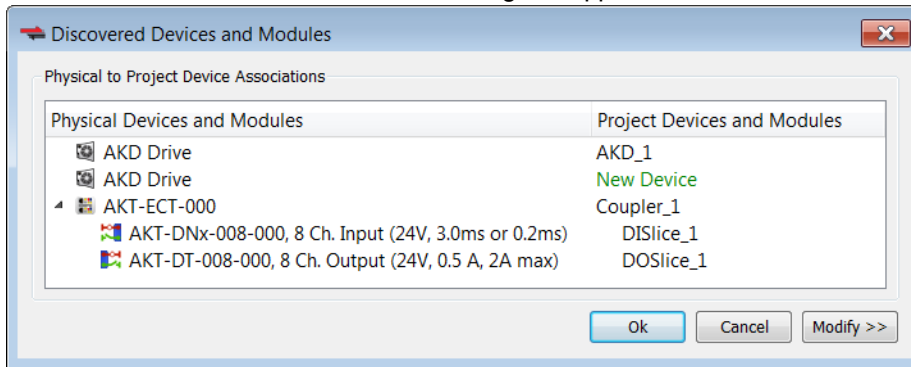 Discovered Devices and Modules
Physical to Project Device Associations
Physical Devices and Modules Project Devices and Modules
AKD Drive AKD_1
AKD Drive New Device
AKT-ECT-000 Coupler_1
AKT-DNx-008-000, 8 Ch. Input (24V, 3.0ms or 0.2ms) DISlice_1
AKT-DT-008-000, 8 Ch. Output (24V, 0.5 A, 2A max) DOSlice_1
Ok Cancel Modify >>